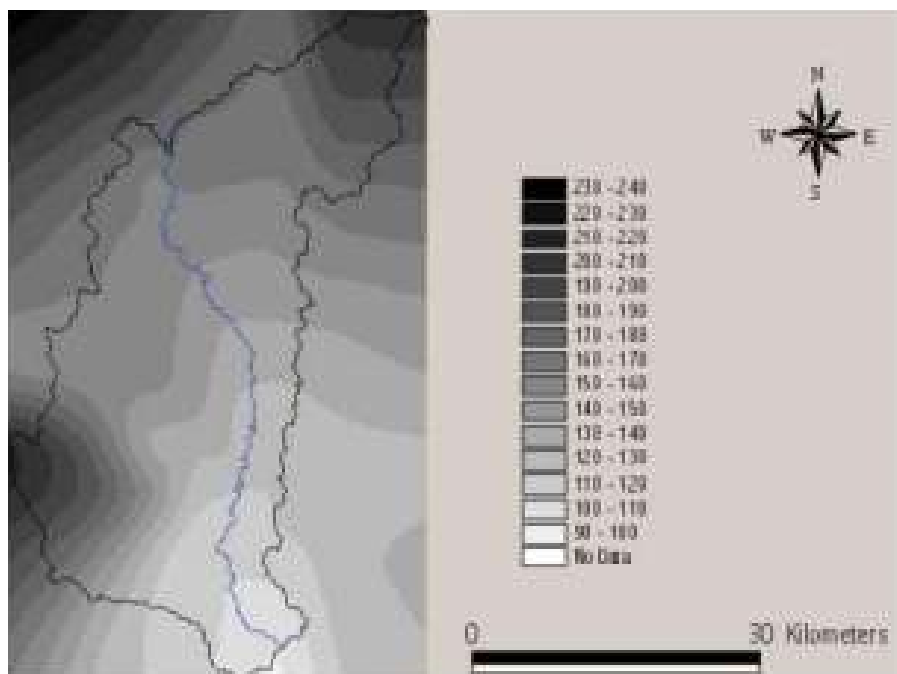 N
W E
S
230 - 240
220 - 230
210 - 220
200 - 210
190 - 200
180 - 190
170 - 180
160 - 170
150 - 160
140 - 150
130 - 140
120 - 130
110 - 120
100 - 110
90 - 100
No Data
0 30 Kilometers